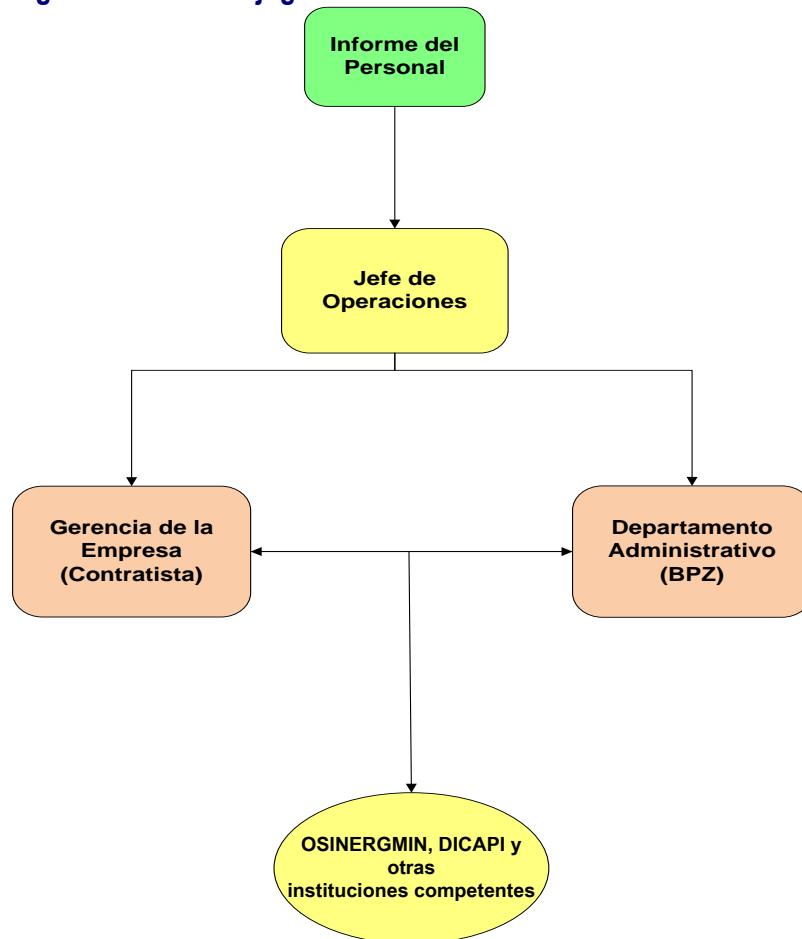 Informe del
Personal
Jefe de
Operaciones
Gerencia de la
Empresa
(Contratista)
Departamento
Administrativo
(BPZ)
OSINERGMIN, DICAPI y
otras
instituciones competentes